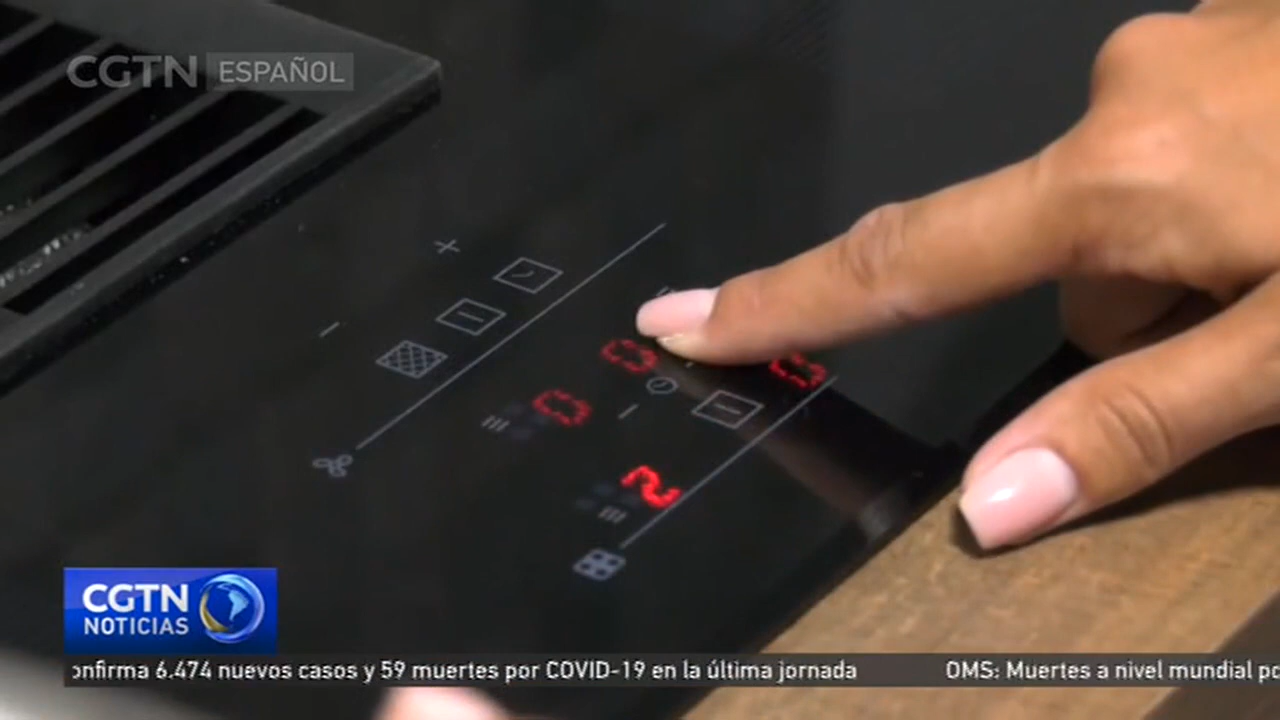 CGTN ESPAÑOL
CGTN
NOTICIAS
onfirma 6.474 nuevos casos y 59 muertes por COVID-19 en la última jornada OMS: Muertes a nivel mundial